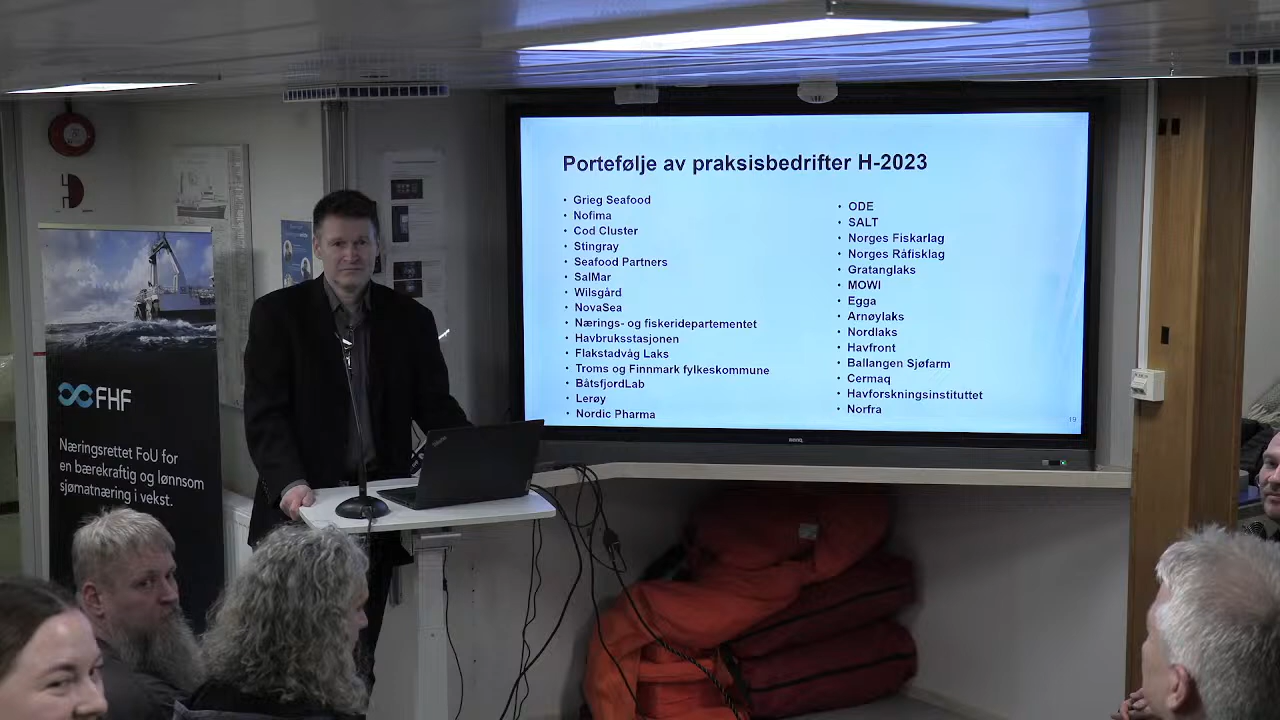 Portefølje av praksisbedrifter H-2023
• Grieg Seafood
• Nofima
• Cod Cluster
• Stingray
• Seafood Partners
• SalMar
• Wilsgård
• NovaSea
• Nærings- og fiskeridepartementet
• Havbruksstasjonen
• Flakstadvåg Laks
• Troms og Finnmark fylkeskommune
• BåtsfjordLab
• Lerøy
• Nordic Pharma
• ODE
• SALT
• Norges Fiskarlag
• Norges Råfisklag
• Gratanglaks
• MOWI
• Egga
• Arnøylaks
• Nordlaks
• Havfront
• Ballangen Sjøfarm
• Cermaq
• Havforskningsinstituttet
• Norfra
19
FHF
Næringsrettet FoU for
en bærekraftig og lønnsom
sjømatnæring i vekst.